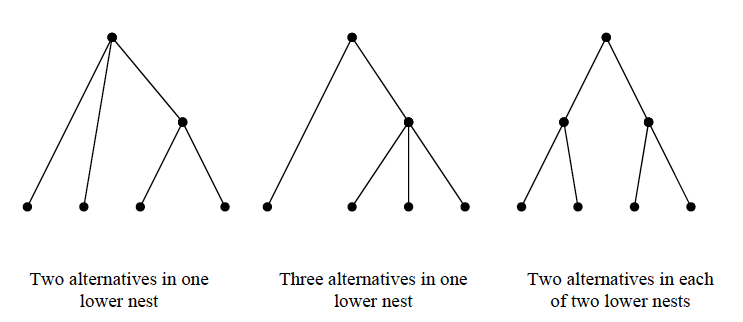 Two alternatives in one
lower nest
Three alternatives in one
lower nest
Two alternatives in each
of two lower nests